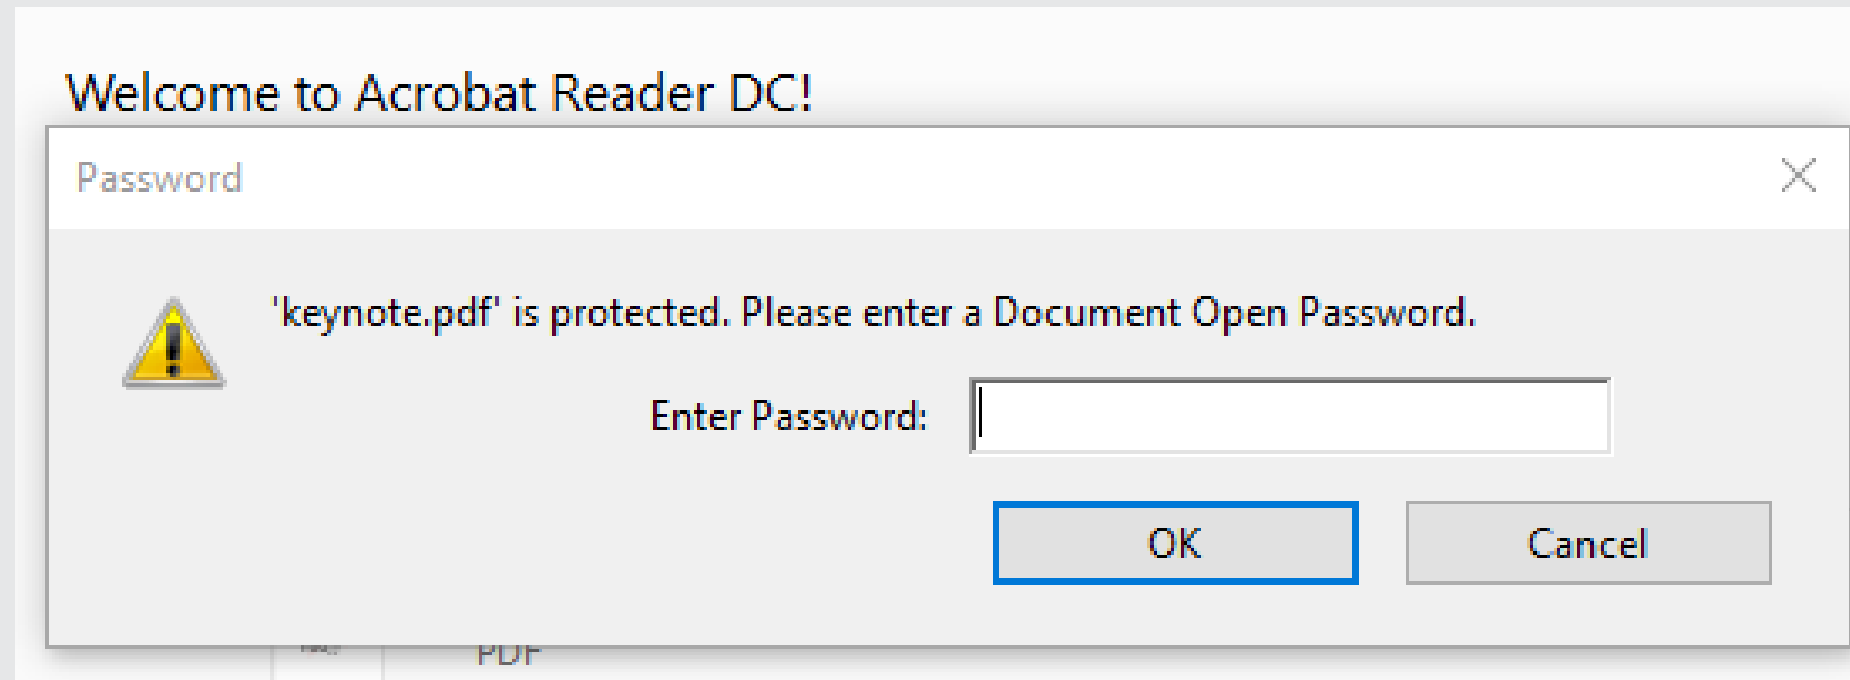 Welcome to Acrobat Reader DC!
Password
'keynote.pdf' is protected. Please enter a Document Open Password.
Enter Password:
OK
Cancel
PDF